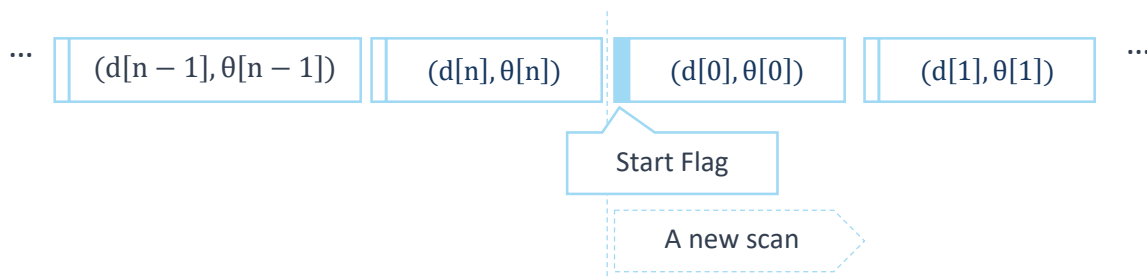 ...
(d[n − 1], θ[n − 1])
(d[n], θ[n])
(d[0], θ[0])
(d[1], θ[1])
...
Start Flag
A new scan